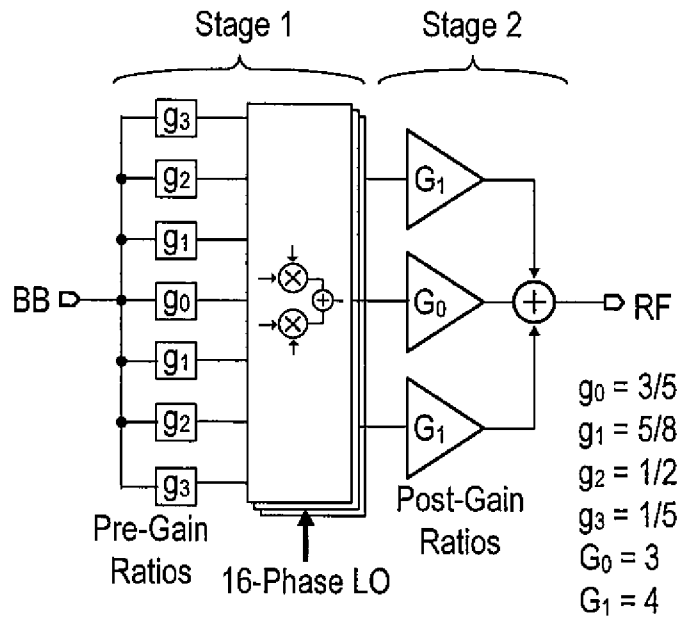 Stage 1
Stage 2
g3
g2
g1
g0
g1
g2
g3
BB
G1
G0
G1
RF
Pre-Gain
Ratios
16-Phase LO
Post-Gain
Ratios
g0 = 3/5
g1 = 5/8
g2 = 1/2
g3 = 1/5
G0 = 3
G1 = 4